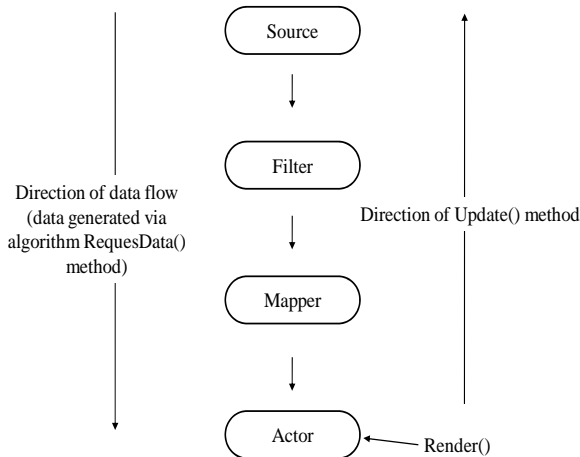 Source
Filter
Direction of data flow
(data generated via
algorithm RequesData()
method)
Direction of Update() method
Mapper
Actor
Render()